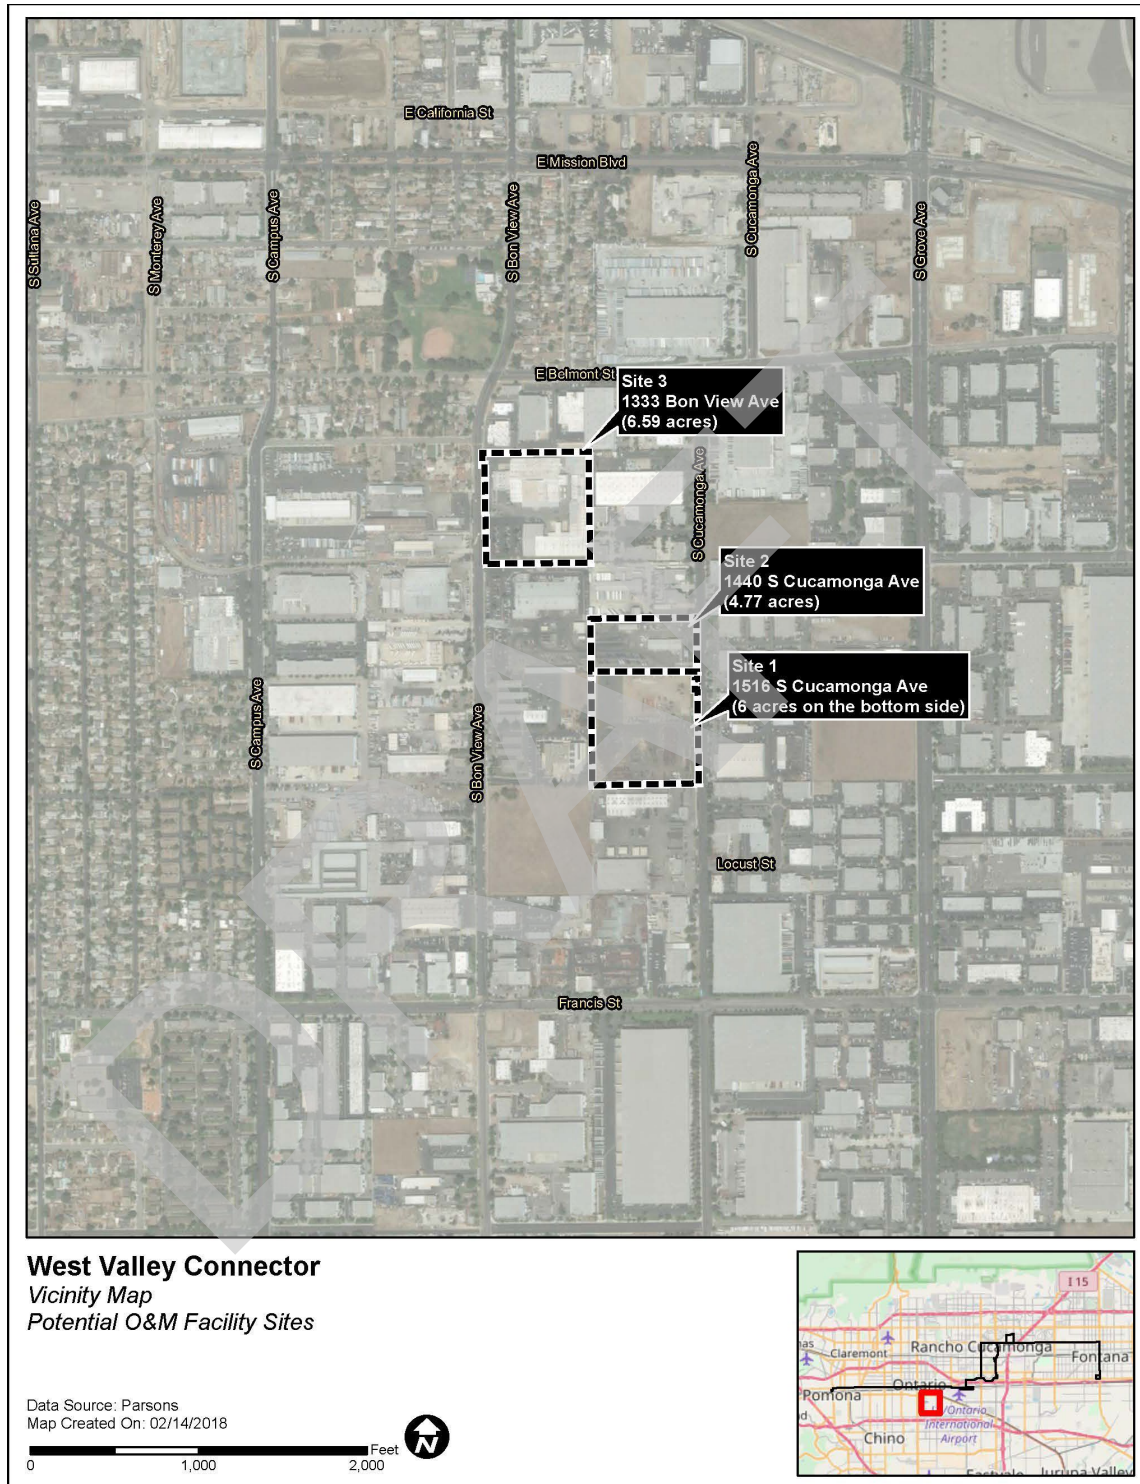 E California St
E Mission Blvd
S Sultana Ave
S Monterey Ave
S Campus Ave
S Bon View Ave
S Cucamonga Ave
S Grove Ave
E Belmont St
Site 3
1333 Bon View Ave
(6.59 acres)
S Cucamonga Ave
Site 2
1440 S Cucamonga Ave
(4.77 acres)
Site 1
1516 S Cucamonga Ave
(6 acres on the bottom side)
S Campus Ave
S Bon View Ave
Locust St
Francis St
DRAFT
West Valley Connector
Vicinity Map
Potential O&M Facility Sites
Data Source: Parsons
Map Created On: 02/14/2018
Feet
0 1,000 2,000
N
I 15
Claremont
Rancho Cucamonga
Fontana
Pomona
Ontario
/Ontario
International
Airport
Chino
Eastvale
Jurupa Valley